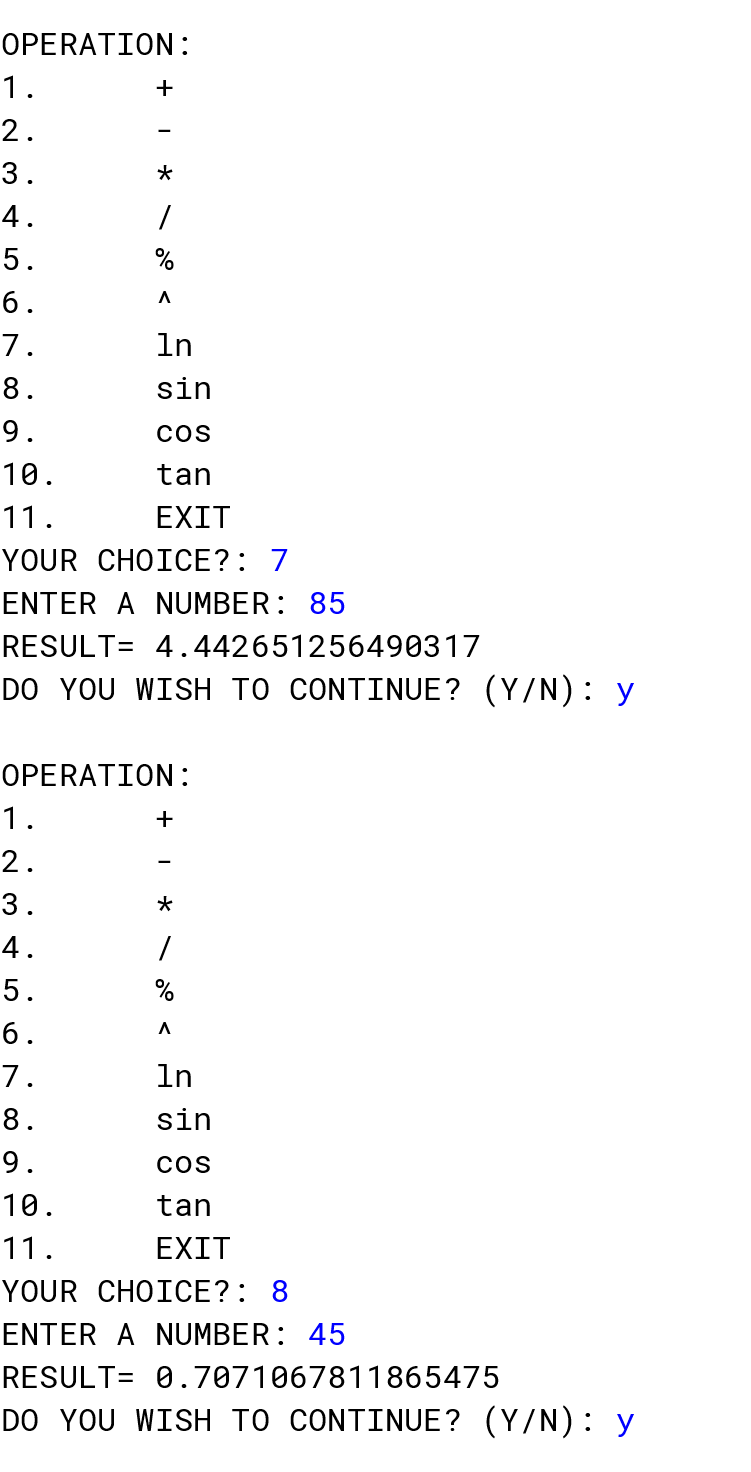 OPERATION:
1. +
2. -
3. *
4. /
5. %
6. ^
7. ln
8. sin
9. cos
10. tan
11. EXIT
YOUR CHOICE?: 7
ENTER A NUMBER: 85
RESULT= 4.442651256490317
DO YOU WISH TO CONTINUE? (Y/N): y
OPERATION:
1. +
2. -
3. *
4. /
5. %
6. ^
7. ln
8. sin
9. cos
10. tan
11. EXIT
YOUR CHOICE?: 8
ENTER A NUMBER: 45
RESULT= 0.7071067811865475
DO YOU WISH TO CONTINUE? (Y/N): y